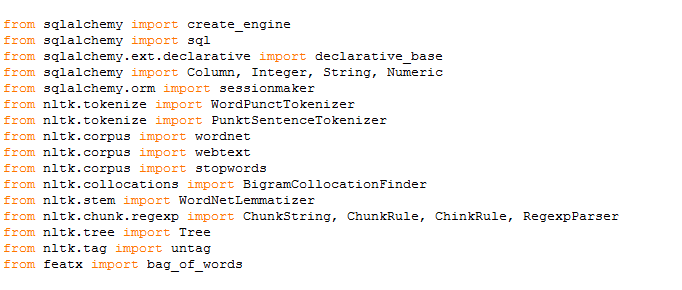 from sqlalchemy import create_engine
from sqlalchemy import sql
from sqlalchemy.ext.declarative import declarative_base
from sqlalchemy import Column, Integer, String, Numeric
from sqlalchemy.orm import sessionmaker
from nltk.tokenize import WordPunctTokenizer
from nltk.tokenize import PunktSentenceTokenizer
from nltk.corpus import wordnet
from nltk.corpus import webtext
from nltk.corpus import stopwords
from nltk.collocations import BigramCollocationFinder
from nltk.stem import WordNetLemmatizer
from nltk.chunk.regexp import ChunkString, ChunkRule, ChinkRule, RegexpParser
from nltk.tree import Tree
from nltk.tag import untag
from featx import bag_of_words